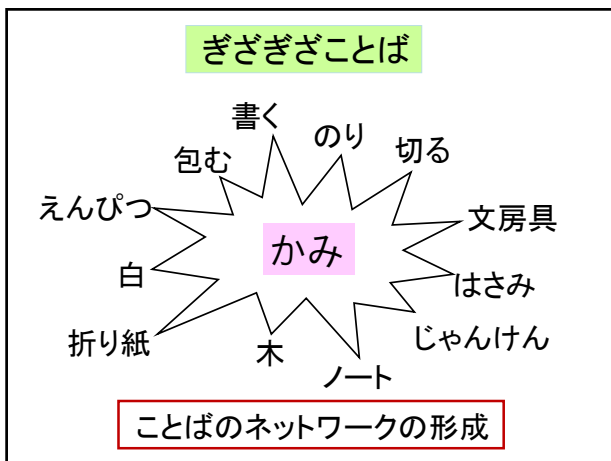 ぎざぎざことば
書く
のり
切る
包む
えんぴつ
文房具
かみ
白
はさみ
折り紙
木
じゃんけん
ノート
ことばのネットワークの形成